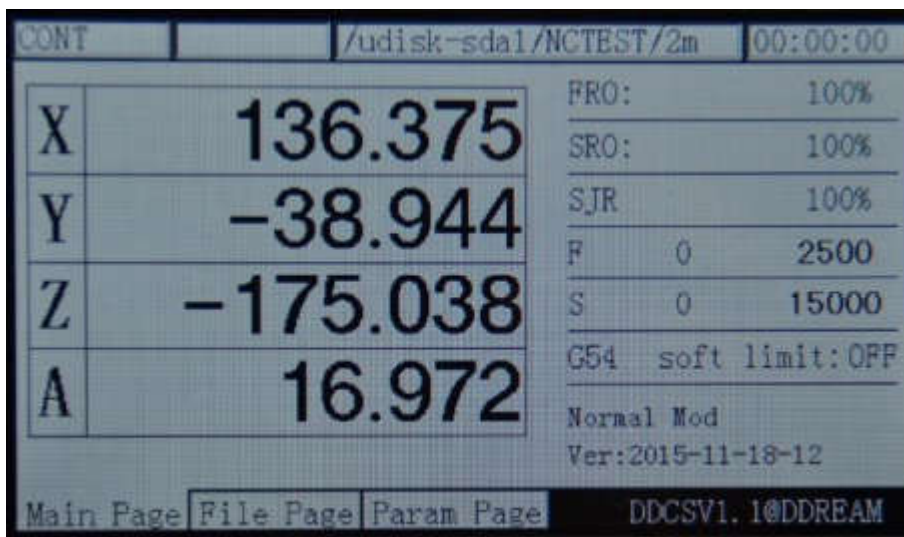 CONT /udisk-sda1/NCTEST/2m 00:00:00
X 136.375
Y -38.944
Z -175.038
A 16.972
FRO: 100%
SRO: 100%
SJR 100%
F 0 2500
S 0 15000
G54 soft limit:OFF
Normal Mod
Ver:2015-11-18-12
Main Page File Page Param Page DDCSV1.1@DDREAM